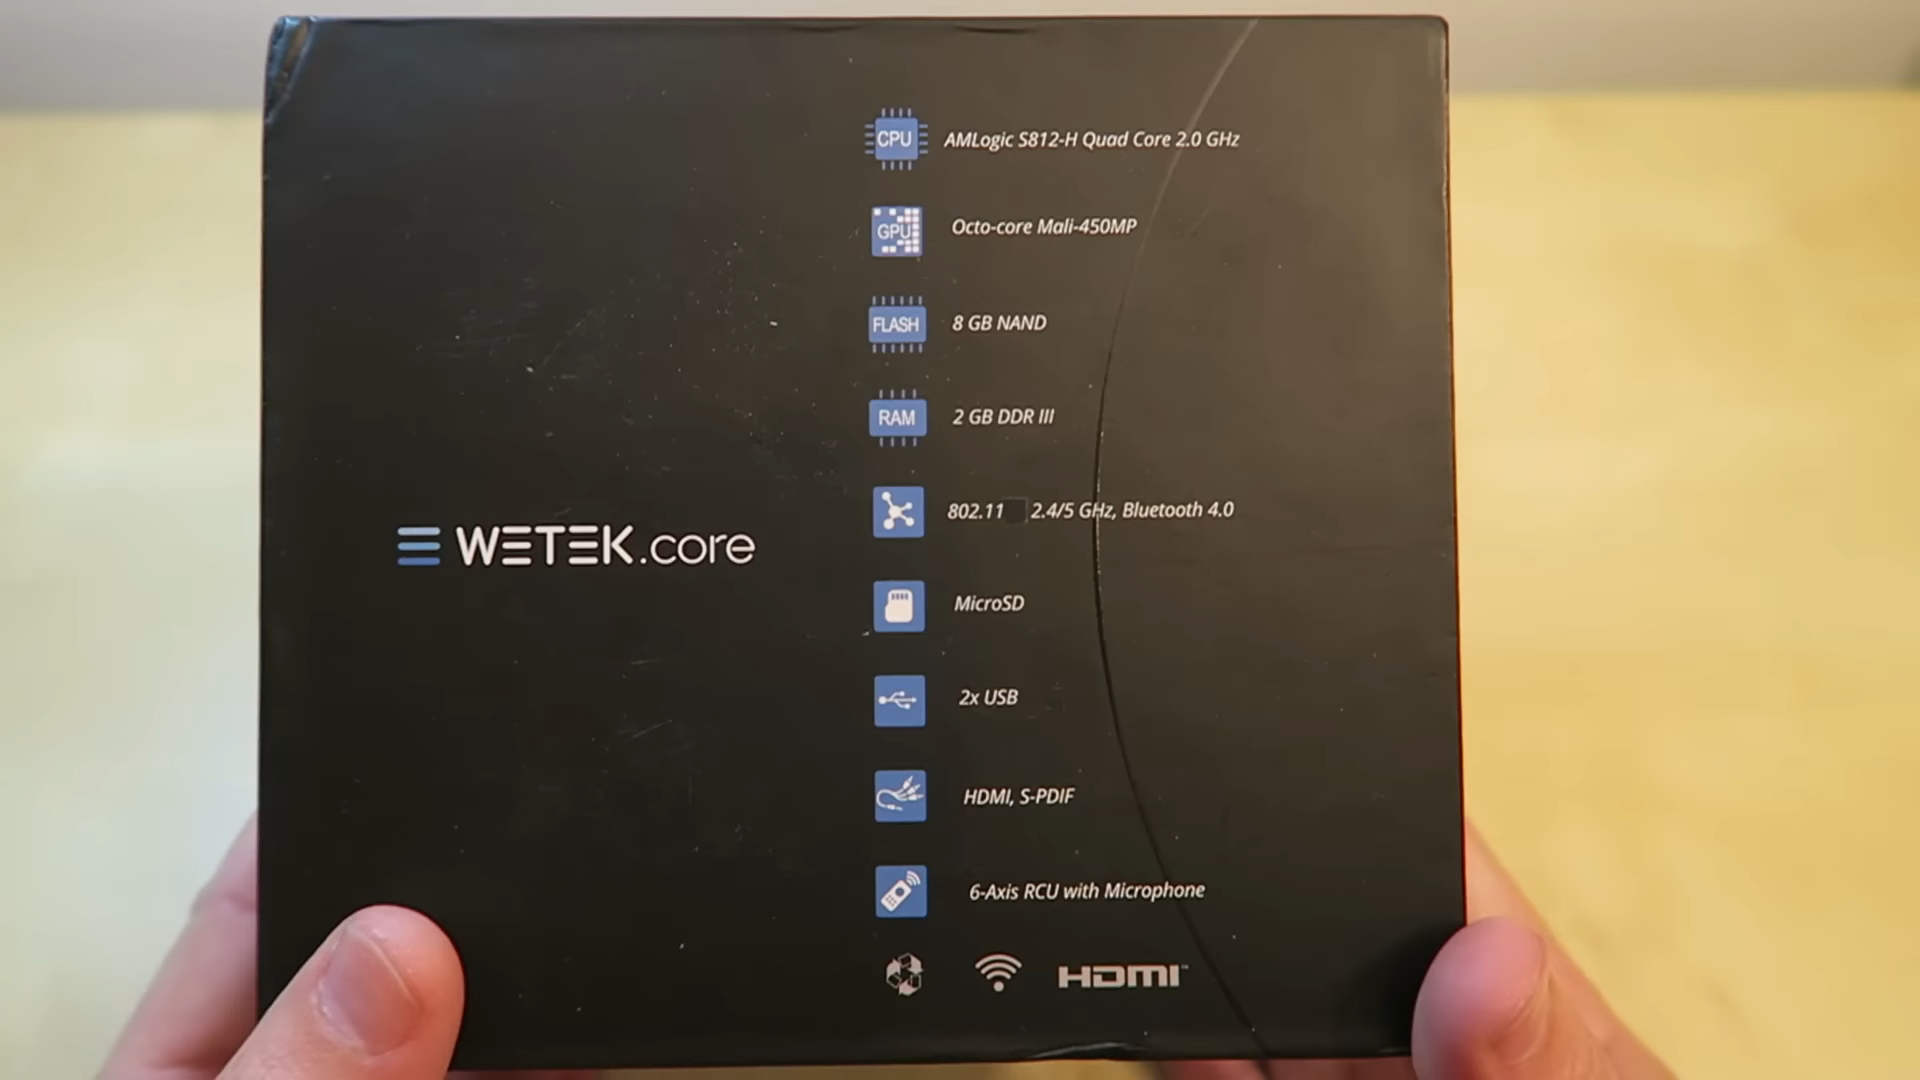 CPU AMLogic S812-H Quad Core 2.0 GHz
GPU Octo-core Mali-450MP
FLASH 8 GB NAND
RAM 2 GB DDR III
802.11 2.4/5 GHz, Bluetooth 4.0
WETEK.core
MicroSD
2x USB
HDMI, S-PDIF
6-Axis RCU with Microphone
HDMI™